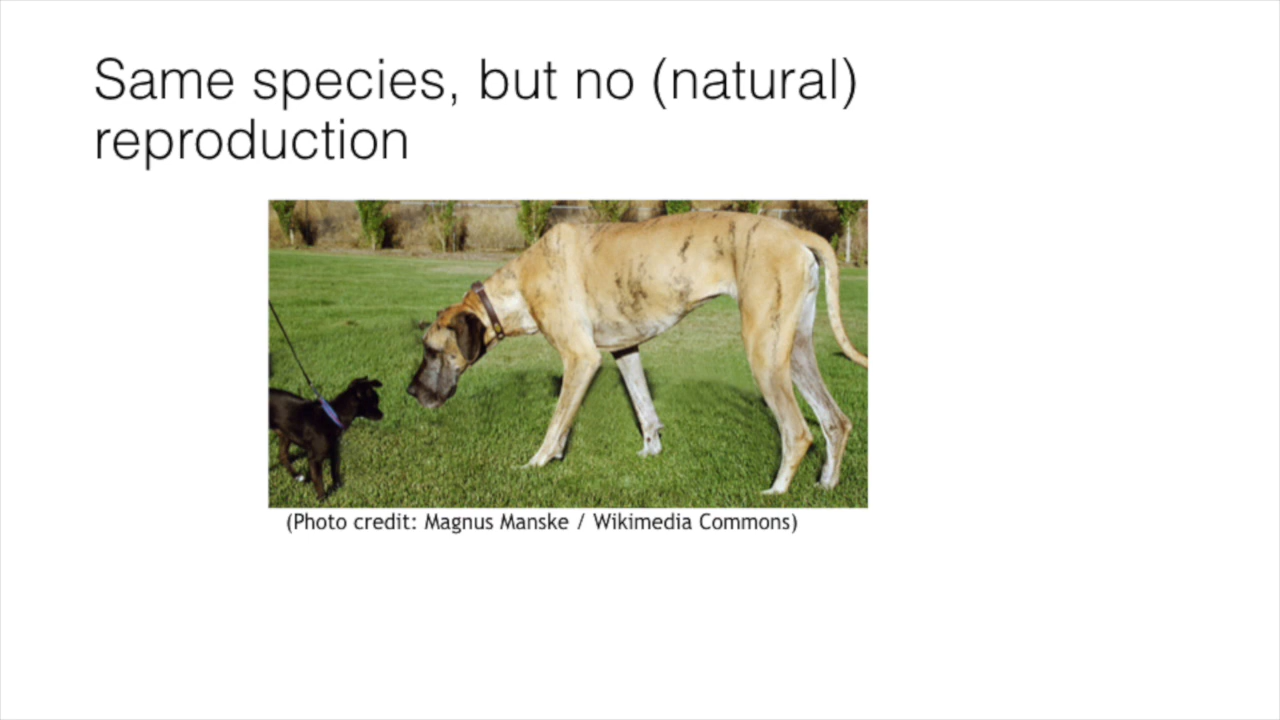 Same species, but no (natural)
reproduction
(Photo credit: Magnus Manske / Wikimedia Commons)